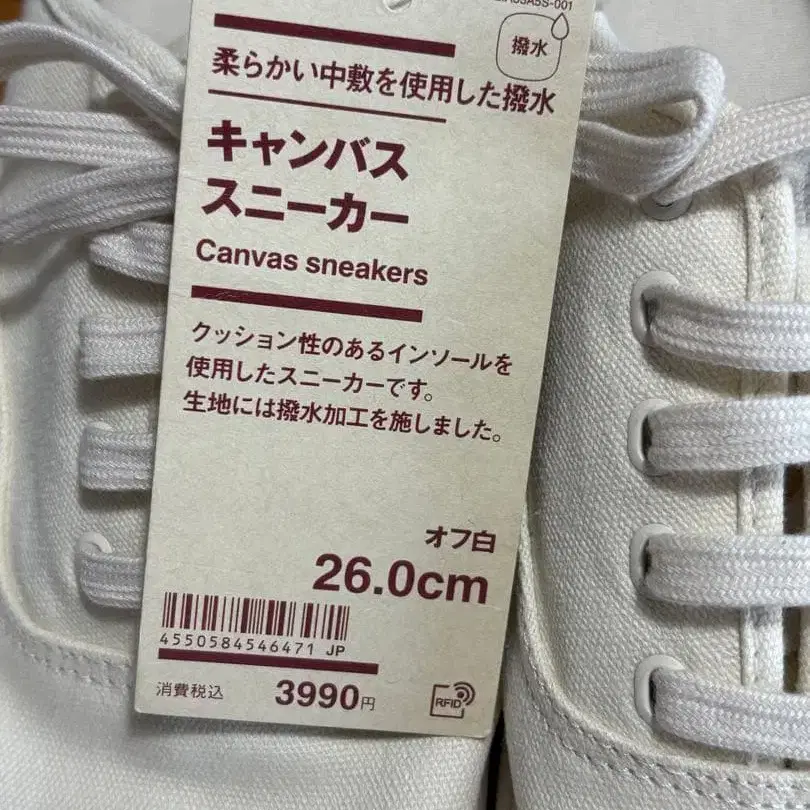 撥水
柔らかい中敷を使用した撥水
キャンバス
スニーカー
Canvas sneakers
クッション性のあるインソールを
使用したスニーカーです。
生地には撥水加工を施しました。
オフ白
26.0cm
4550584546471 JP
消費税込 3990円
RFID